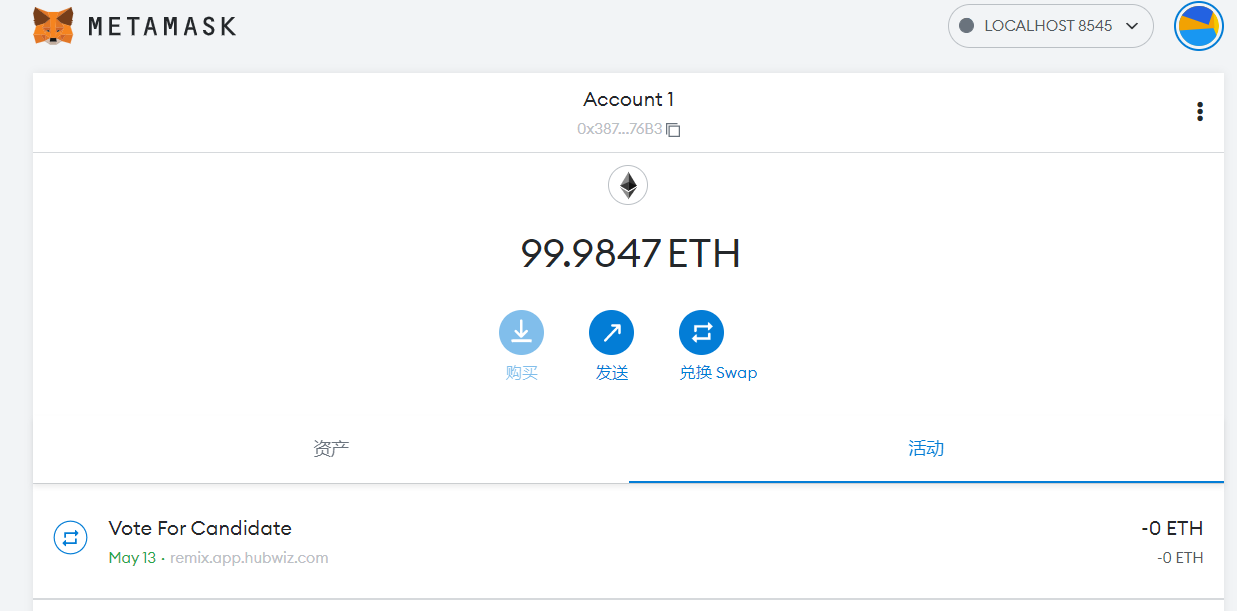 METAMASK
LOCALHOST 8545
Account 1
0x387...76B3
99.9847 ETH
购买
发送
兑换 Swap
资产
活动
Vote For Candidate
-0 ETH
May 13 · remix.app.hubwiz.com
-0 ETH